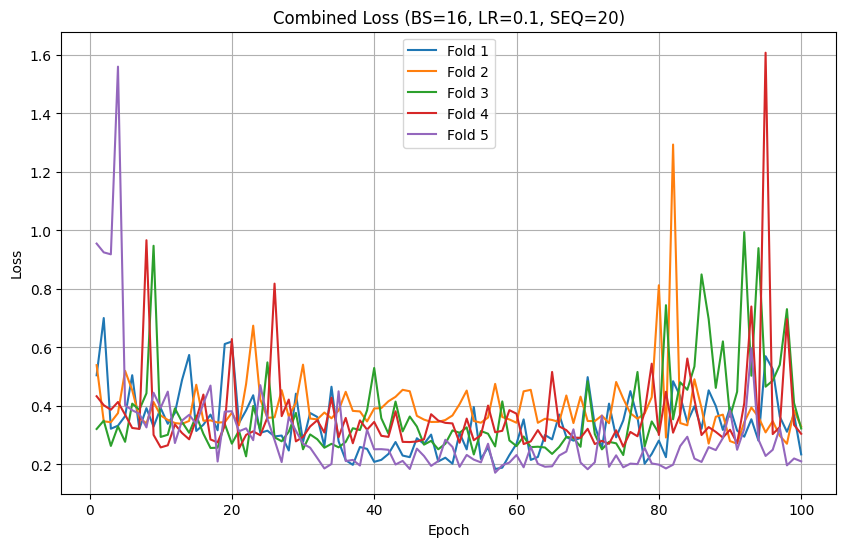 Combined Loss (BS=16, LR=0.1, SEQ=20)
Fold 1
Fold 2
Fold 3
Fold 4
Fold 5
Loss
1.6
1.4
1.2
1.0
0.8
0.6
0.4
0.2
0 20 40 60 80 100
Epoch